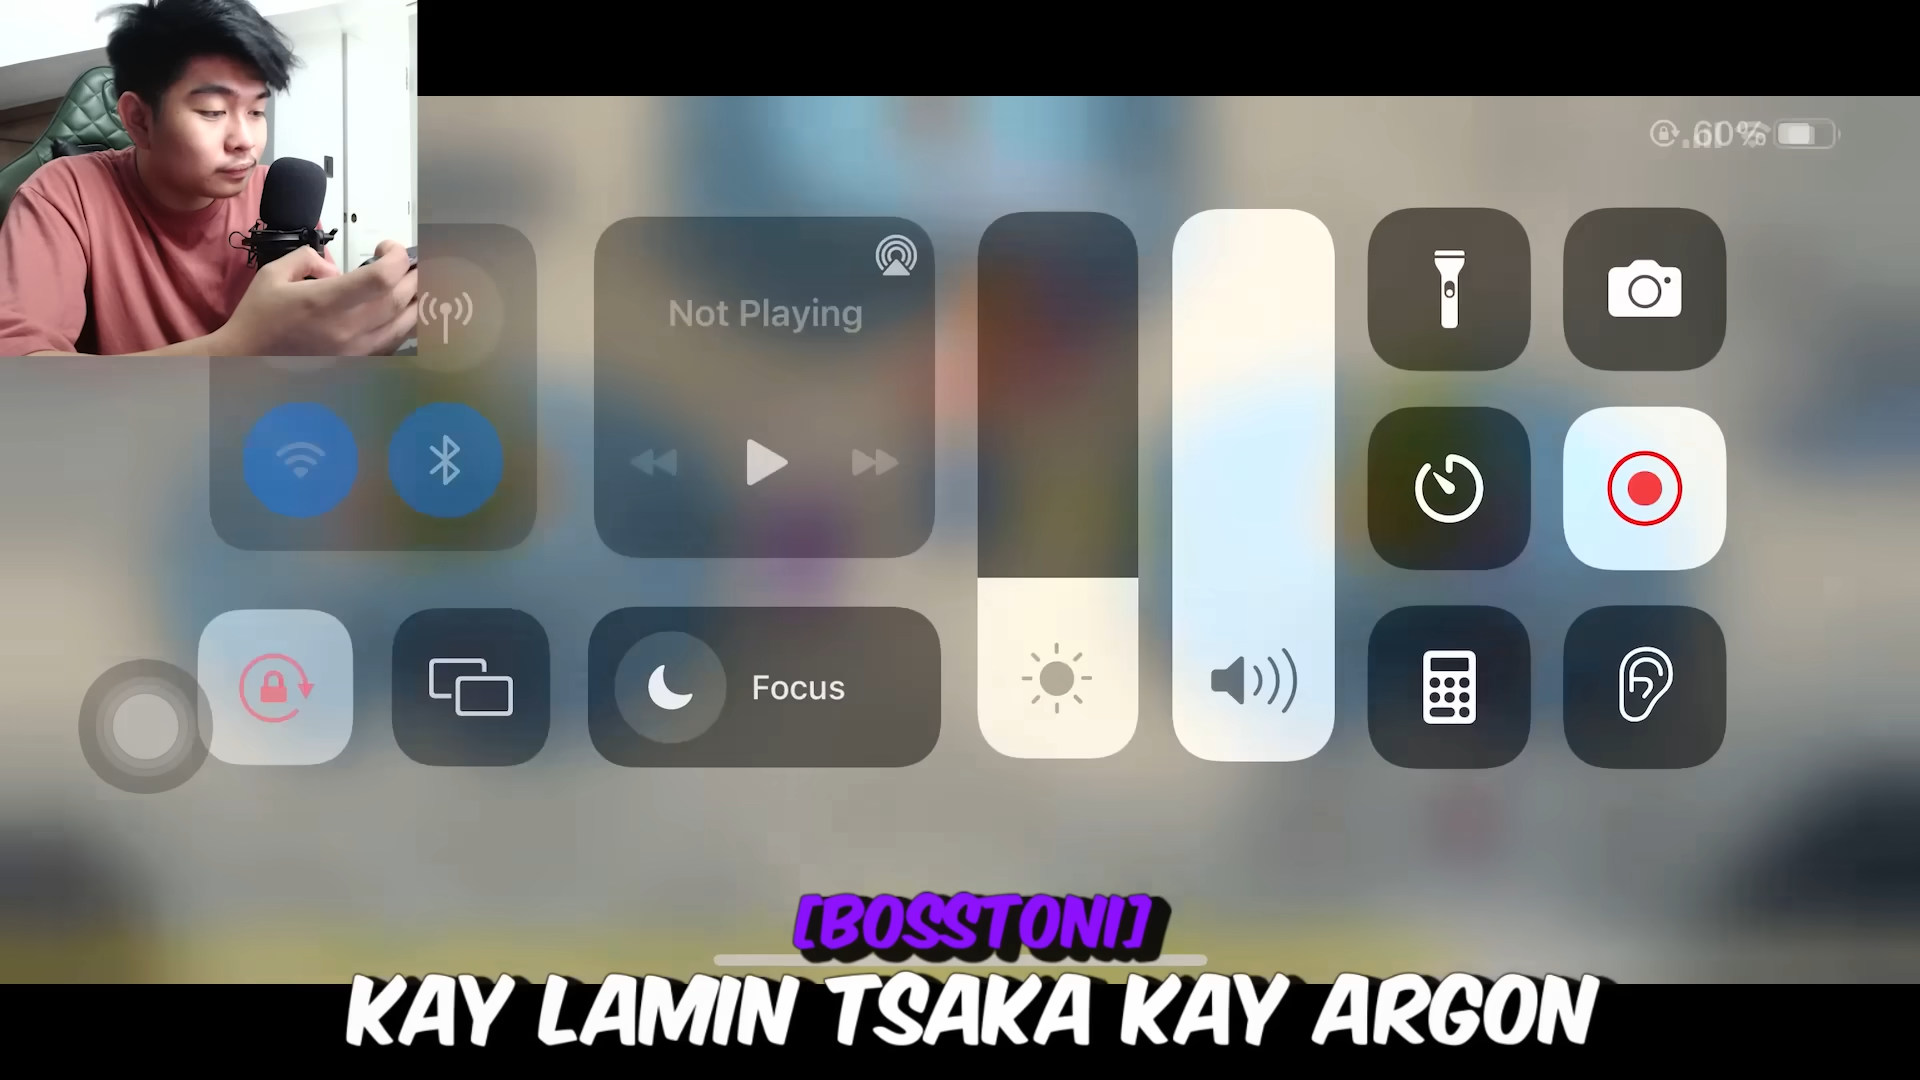 60%
Not Playing
Focus
[BOSSTONI]
KAY LAMIN TSAKA KAY ARGON